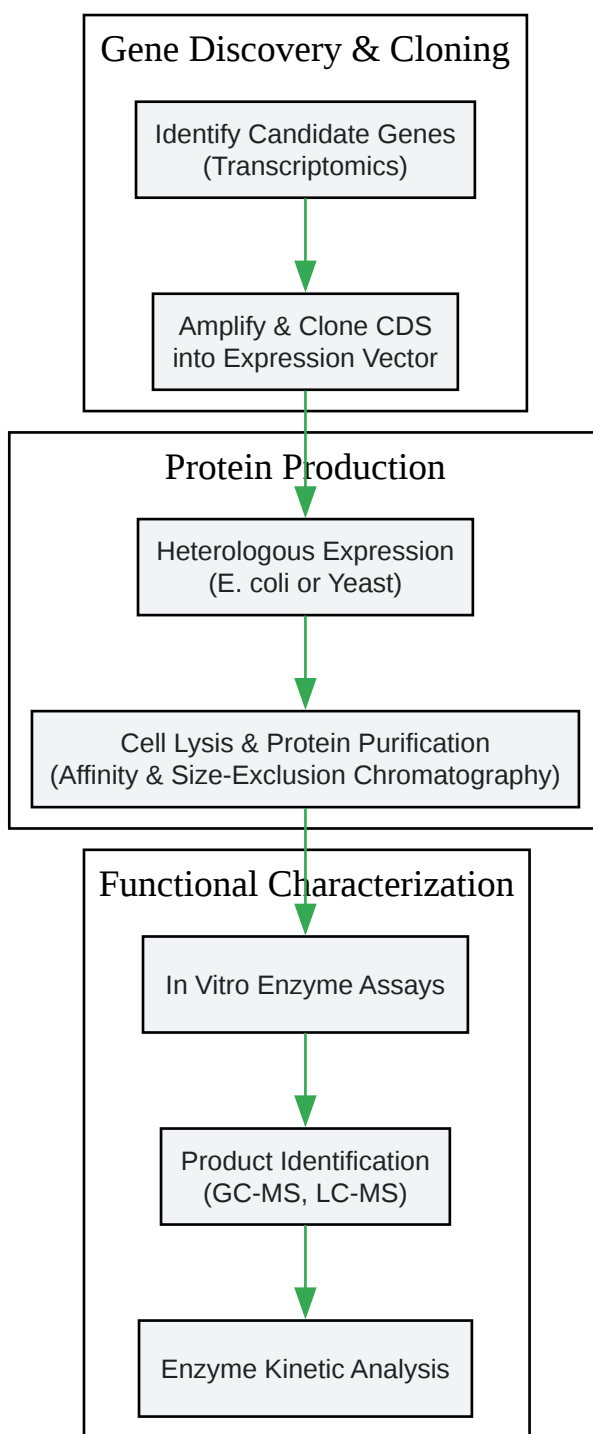 Gene Discovery & Cloning
Identify Candidate Genes
(Transcriptomics)
Amplify & Clone CDS
into Expression Vector
Protein Production
Heterologous Expression
(E. coli or Yeast)
Cell Lysis & Protein Purification
(Affinity & Size-Exclusion Chromatography)
Functional Characterization
In Vitro Enzyme Assays
Product Identification
(GC-MS, LC-MS)
Enzyme Kinetic Analysis